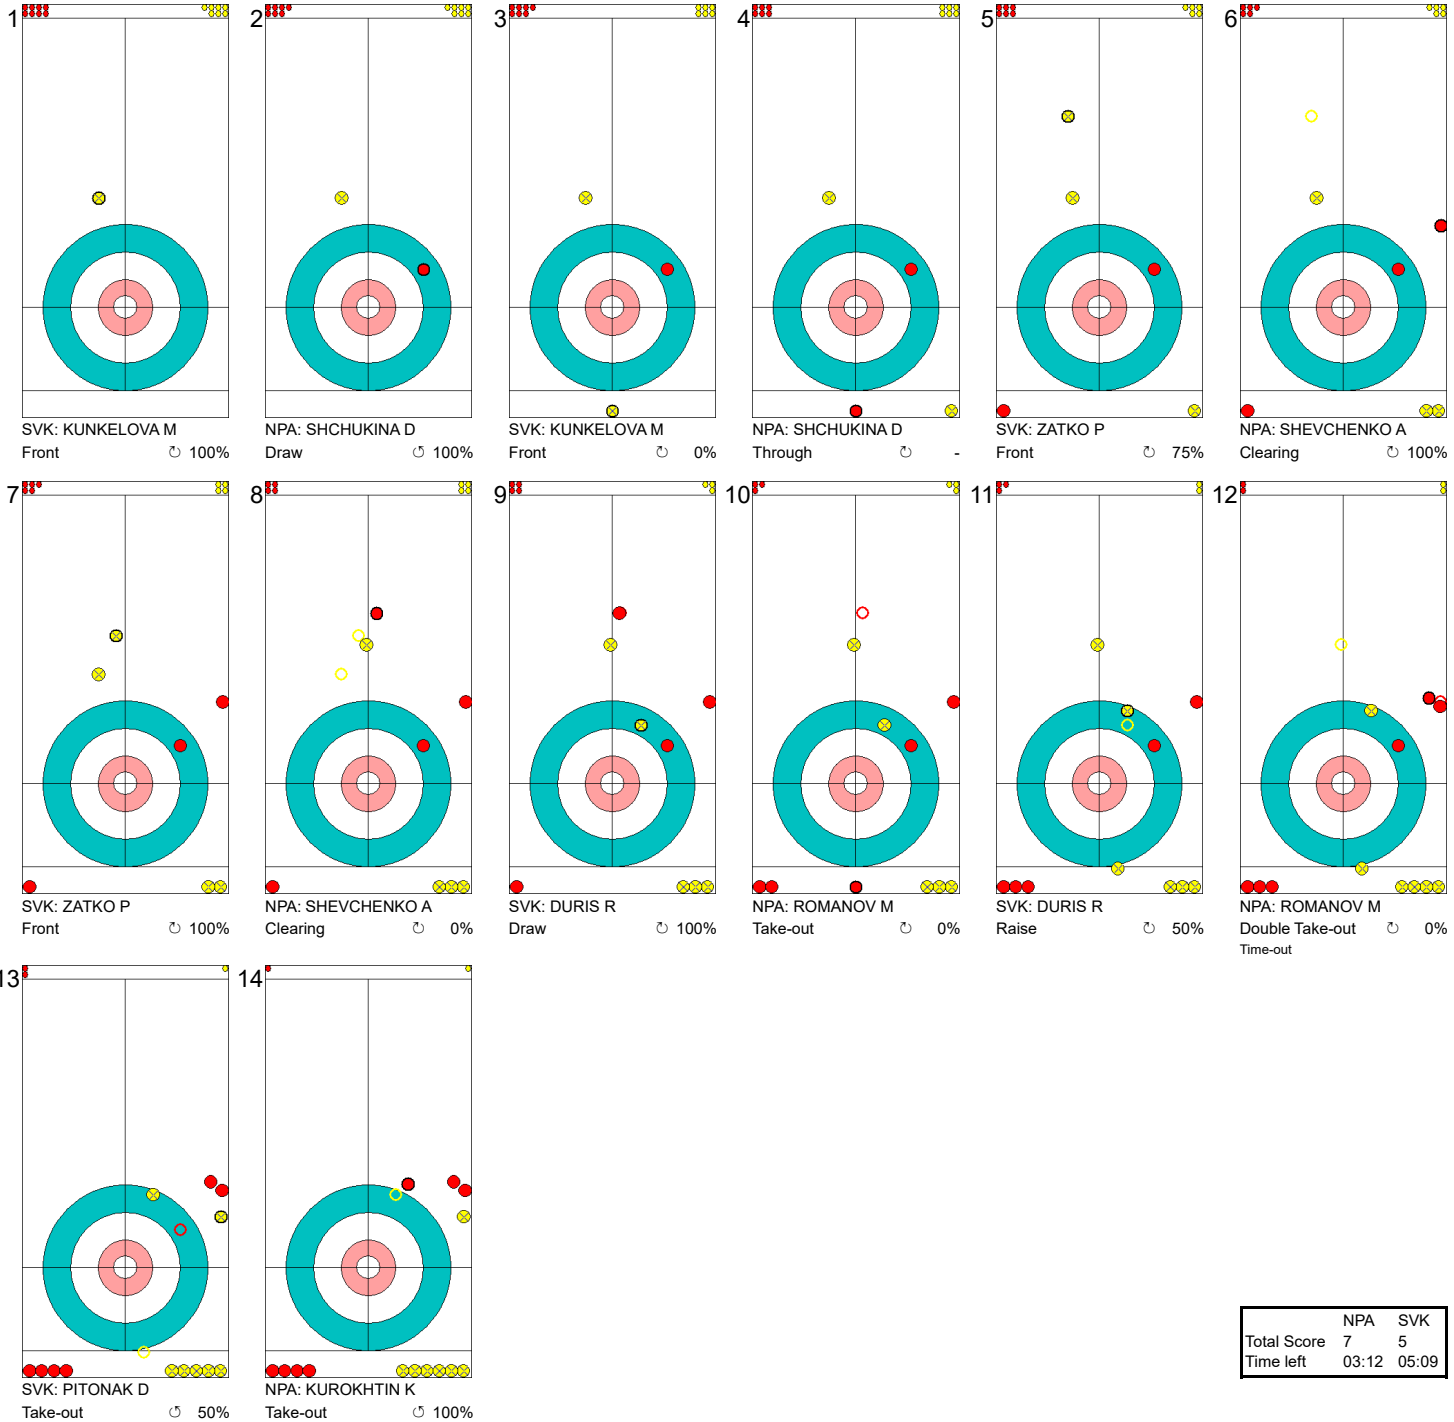 1
SVK: KUNKELOVA M
Front ↻ 100%
2
NPA: SHCHUKINA D
Draw ↺ 100%
3
SVK: KUNKELOVA M
Front ↻ 0%
4
NPA: SHCHUKINA D
Through ↻ -
5
SVK: ZATKO P
Front ↻ 75%
6
NPA: SHEVCHENKO A
Clearing ↻ 100%
7
SVK: ZATKO P
Front ↻ 100%
8
NPA: SHEVCHENKO A
Clearing ↻ 0%
9
SVK: DURIS R
Draw ↻ 100%
10
NPA: ROMANOV M
Take-out ↻ 0%
11
SVK: DURIS R
Raise ↻ 50%
12
NPA: ROMANOV M
Double Take-out ↻ 0%
Time-out
13
SVK: PITONAK D
Take-out ↺ 50%
14
NPA: KUROKHTIN K
Take-out ↺ 100%
NPA SVK
Total Score 7 5
Time left 03:12 05:09